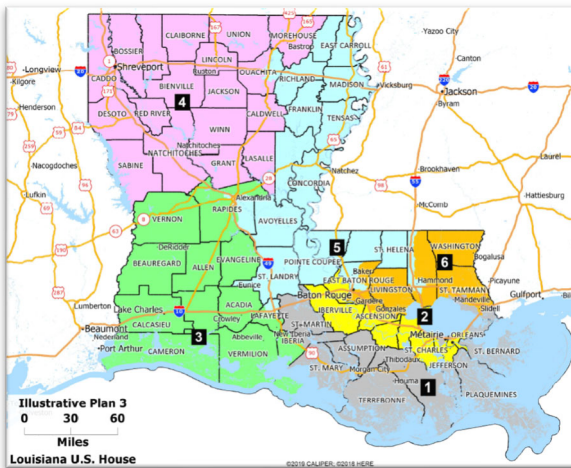 CLAIBORNE
UNION
MOREHOUSE
BOSSIER
Bastrop
EAST CARROLL
Yazoo City
LINCOLN
Canton
Longview
Shreveport
Ruston
OUACHITA
RICHLAND
MADISON
Kilgore
CADDO
BIENVILLE
Vicksburg
Jackson
JACKSON
FRANKLIN
Byram
Henderson
4
DESOTO
RED RIVER
CALDWELL
TENSAS
WINN
Laurel
Natchitoches
Nacogdoches
NATCHITOCHES
LASALLE
Natchez
Brookhaven
SABINE
GRANT
CONCORDIA
Hattiesburg
Lufkin
Alexandria
McComb
VERNON
RAPIDES
AVOYELLES
WASHINGTON
DeRidder
5
ST. HELENA
6
Bogalusa
BEAUREGARD
ALLEN
EVANGELINE
POINTE COUPEE
Baker
Hammond
Picayune
ST. LANDRY
EAST BATON ROUGE
ST. TAMMAN
Eunice
LIVINGSTON
Mandeville
Gulfport
Lumberton
Baton Rouge
Gardere
Slidell
Lake Charles
ACADIA
IBERVILLE
Gonzales
2
Beaumont
CALCASIEU
Crowley
LAFAYETTE
ST. MARTIN
ASCENSION
Metairie
ORLEANS
Nederland
3
New Iberia
Port Arthur
Abbeville
IBERIA
ASSUMPTION
ST. CHARLES
ST. BERNARD
CAMERON
VERMILION
Thibodaux
JEFFERSON
ST. MARY
Morgan City
Houma
1
PLAQUEMINES
TERREBONNE
Illustrative Plan 3
0 30 60
Miles
Louisiana U.S. House
©2019 CALIPER; ©2018 HERE